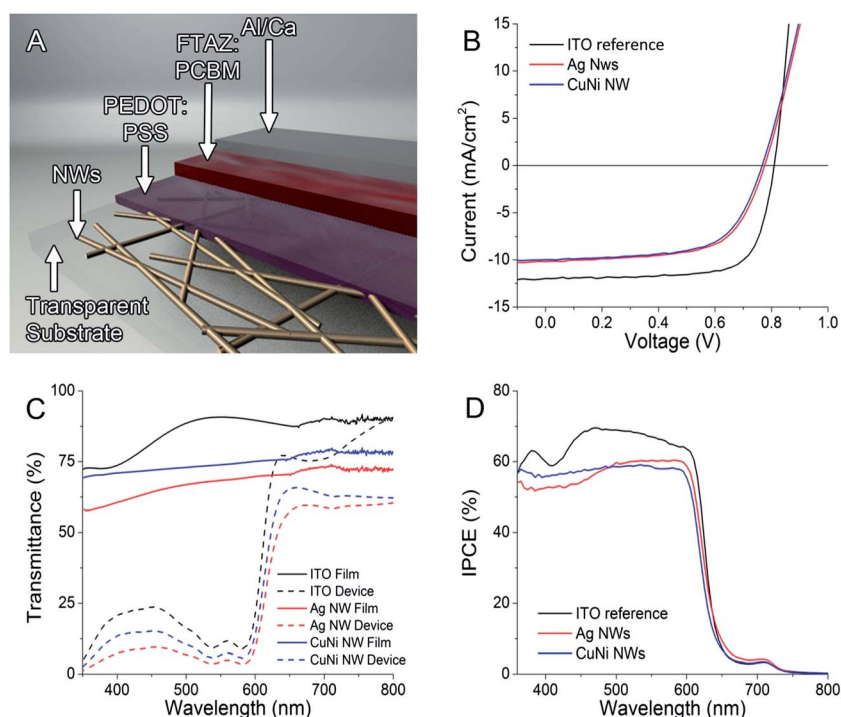 A
Al/Ca
FTAZ:
PCBM
PEDOT:
PSS
NWs
Transparent
Substrate
B
ITO reference
Ag Nws
CuNi NW
15
10
5
0
-5
-10
-15
0.0 0.2 0.4 0.6 0.8 1.0
Current (mA/cm²)
Voltage (V)
C
100
75
50
25
0
400 500 600 700 800
Transmittance (%)
Wavelength (nm)
ITO Film
ITO Device
Ag NW Film
Ag NW Device
CuNi NW Film
CuNi NW Device
D
80
60
40
20
0
400 500 600 700 800
IPCE (%)
Wavelength (nm)
ITO reference
Ag NWs
CuNi NWs